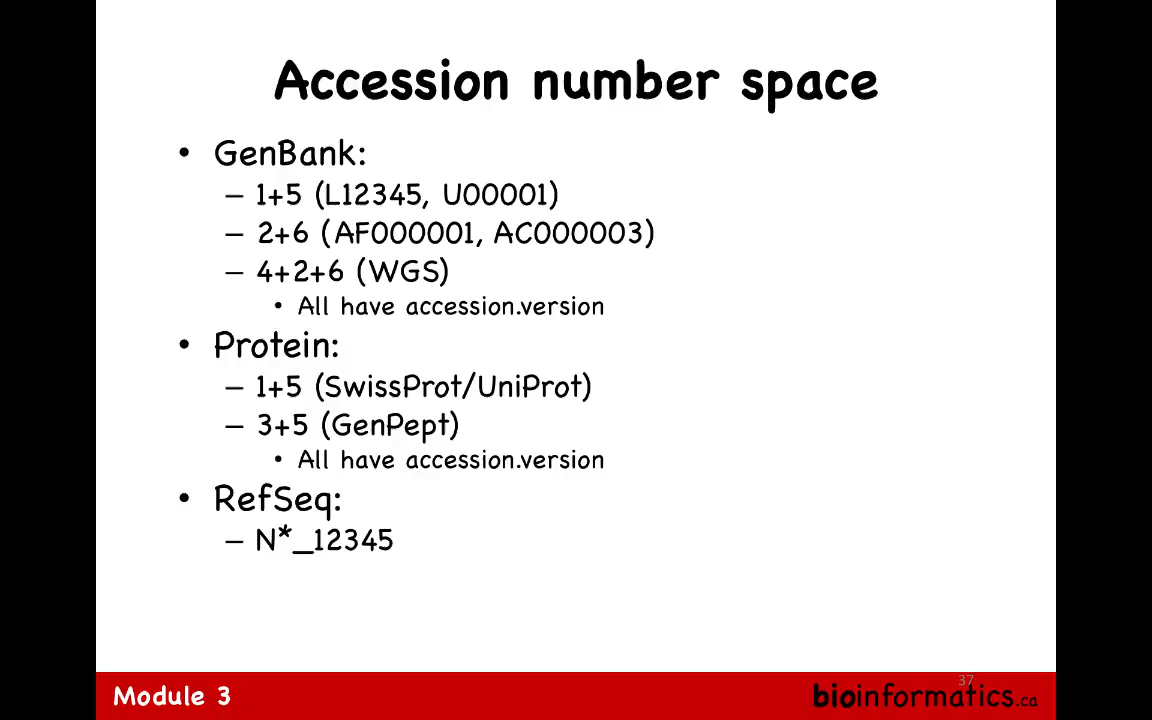 Accession number space
• GenBank:
– 1+5 (L12345, U00001)
– 2+6 (AF000001, AC000003)
– 4+2+6 (WGS)
• All have accession.version
• Protein:
– 1+5 (SwissProt/UniProt)
– 3+5 (GenPept)
• All have accession.version
• RefSeq:
– N*_12345
37
Module 3
bioinformatics.ca